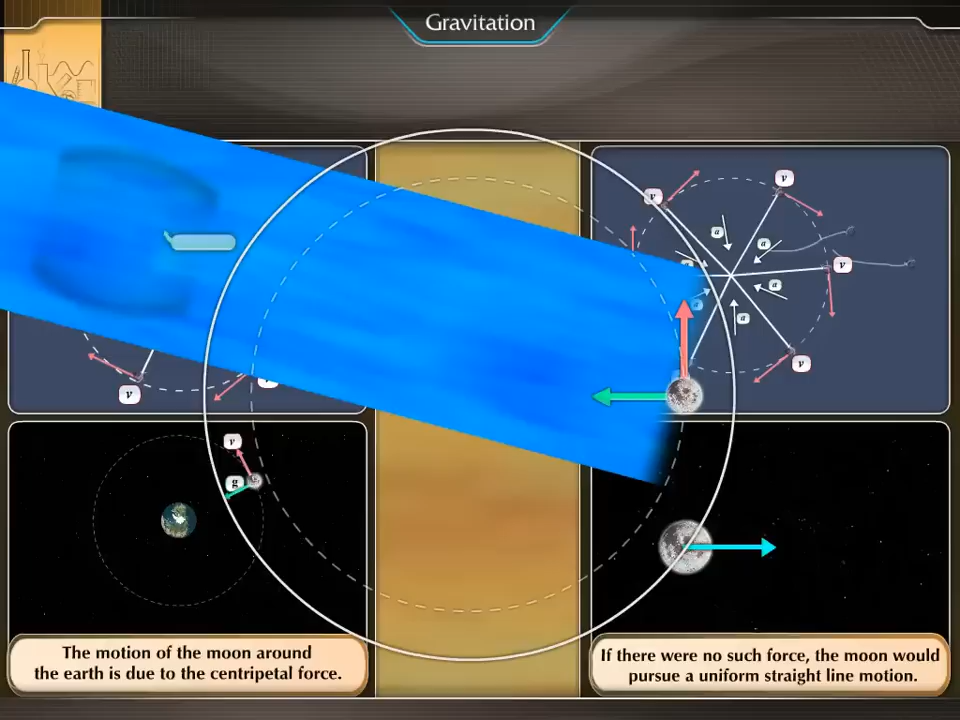 Gravitation
v
v
v
a
a
a
a
a
v
v
v
a
The motion of the moon around
the earth is due to the centripetal force.
If there were no such force, the moon would
pursue a uniform straight line motion.